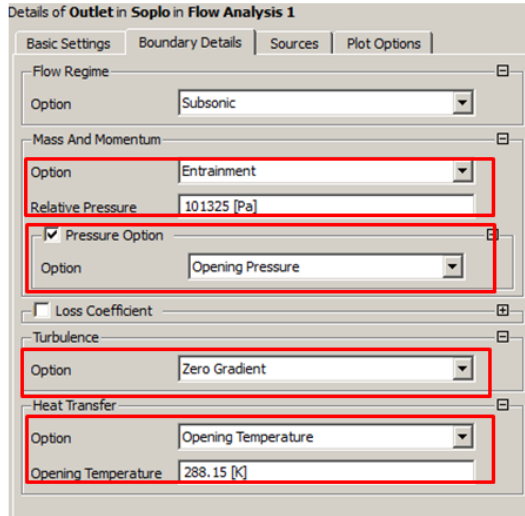 Details of Outlet in Soplo in Flow Analysis 1
Basic Settings Boundary Details Sources Plot Options
Flow Regime
Option Subsonic
Mass And Momentum
Option Entrainment
Relative Pressure 101325 [Pa]
Pressure Option
Option Opening Pressure
Loss Coefficient
Turbulence
Option Zero Gradient
Heat Transfer
Option Opening Temperature
Opening Temperature 288.15 [K]